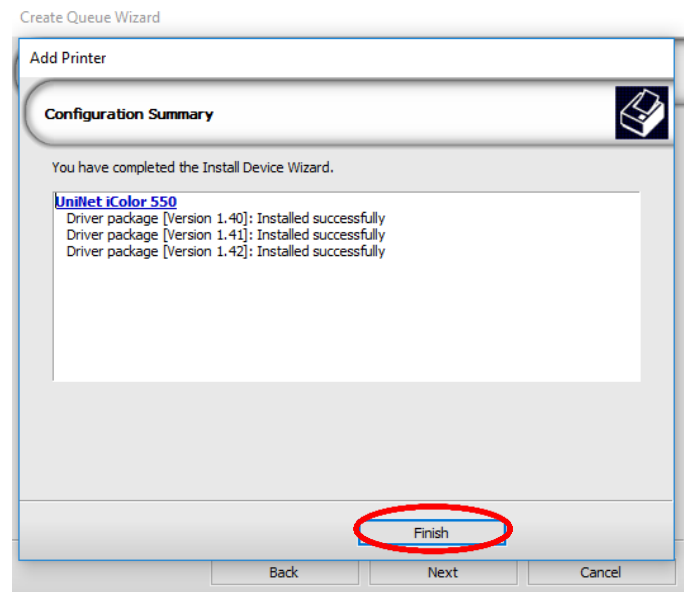 Create Queue Wizard
Add Printer
Configuration Summary
You have completed the Install Device Wizard.
UniNet iColor 550
Driver package [Version 1.40]: Installed successfully
Driver package [Version 1.41]: Installed successfully
Driver package [Version 1.42]: Installed successfully
Finish
Back Next Cancel